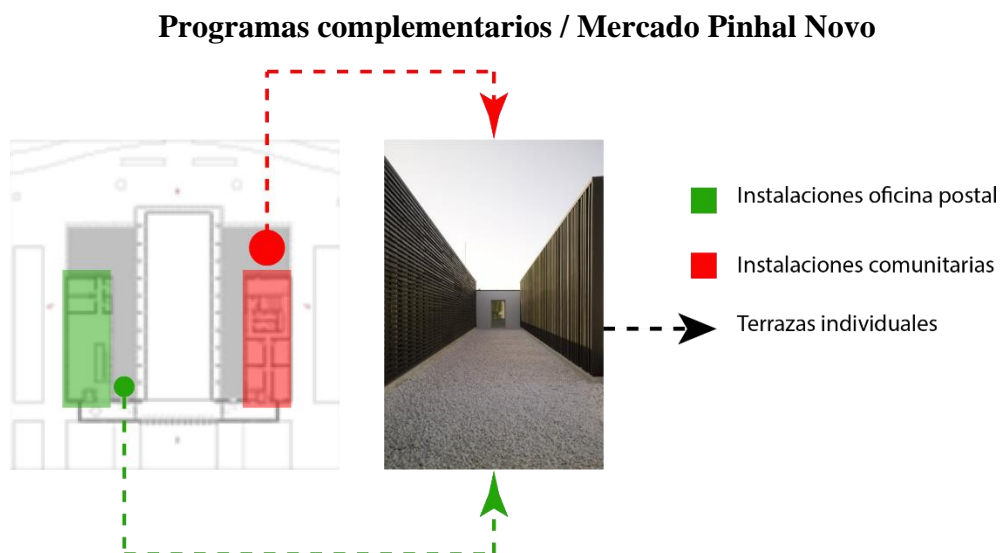 Programas complementarios / Mercado Pinhal Novo
Instalaciones oficina postal
Instalaciones comunitarias
Terrazas individuales